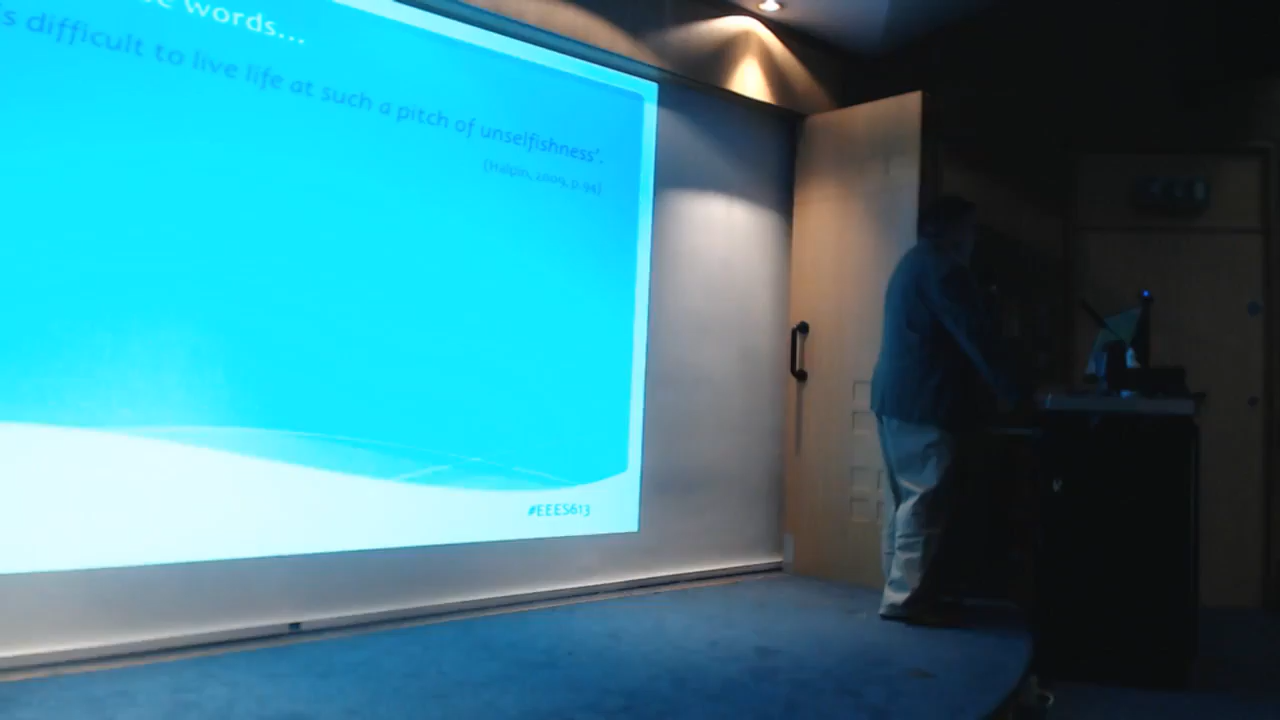 words...
s difficult to live life at such a pitch of unselfishness'.
(Halpin, 2009, p.94)
#EEES613